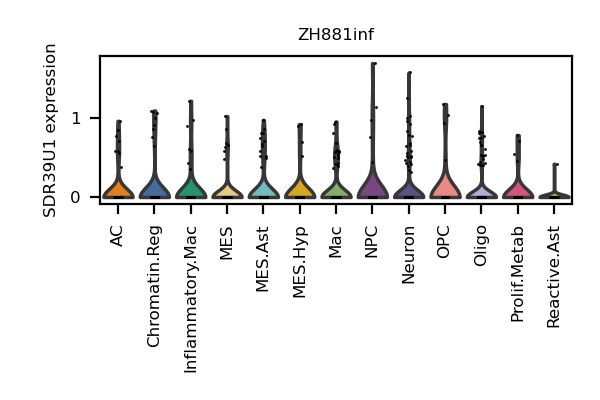 ZH881inf
SDR39U1 expression
1
0
AC
Chromatin.Reg
Inflammatory.Mac
MES
MES.Ast
MES.Hyp
Mac
NPC
Neuron
OPC
Oligo
Prolif.Metab
Reactive.Ast